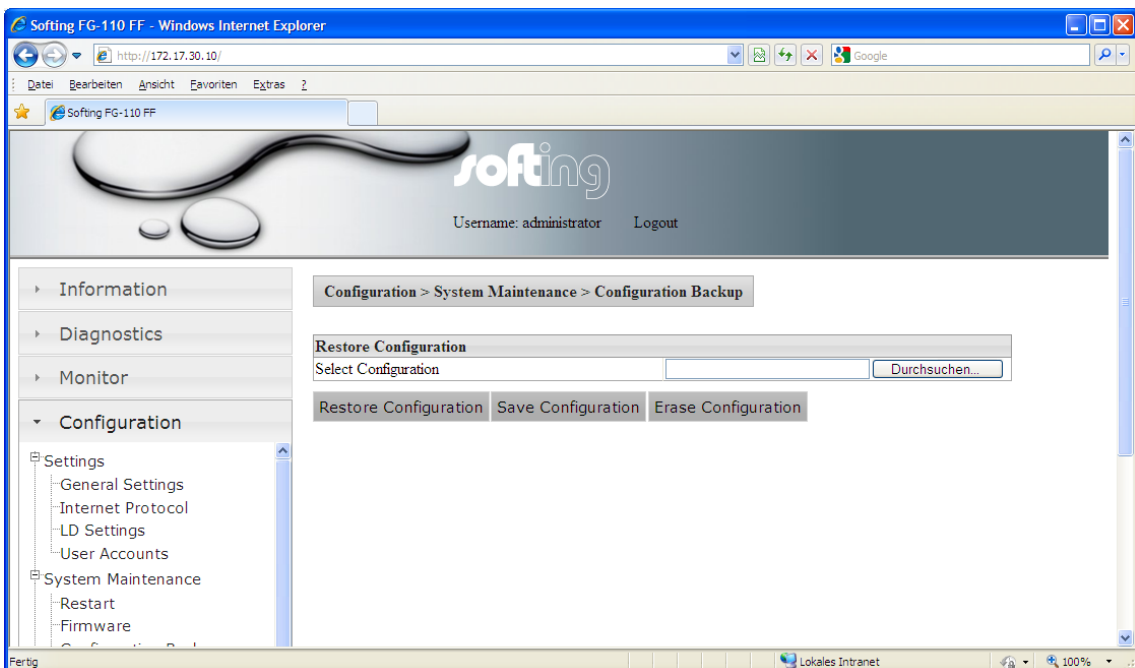 Softing FG-110 FF - Windows Internet Explorer
http://172.17.30.10/
Google
Datei Bearbeiten Ansicht Favoriten Extras ?
Softing FG-110 FF
softing
Username: administrator Logout
Information
Diagnostics
Monitor
Configuration
Settings
General Settings
Internet Protocol
LD Settings
User Accounts
System Maintenance
Restart
Firmware
Configuration > System Maintenance > Configuration Backup
Restore Configuration
Select Configuration Durchsuchen...
Restore Configuration Save Configuration Erase Configuration
Fertig Lokales Intranet 100%